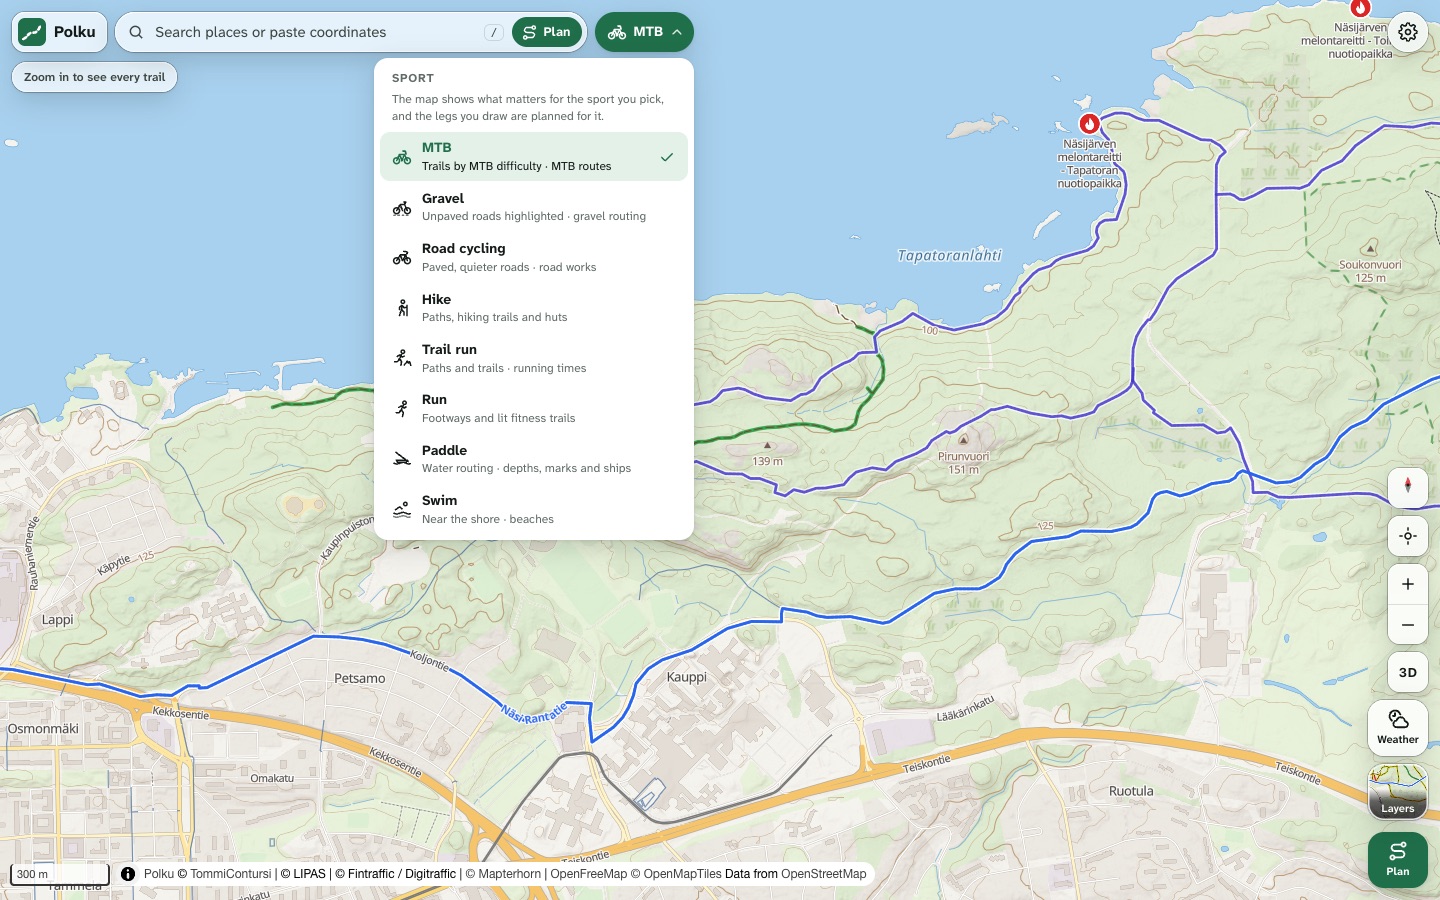 Polku
Search places or paste coordinates
/
Plan
MTB
Zoom in to see every trail
SPORT
The map shows what matters for the sport you pick,
and the legs you draw are planned for it.
MTB
Trails by MTB difficulty · MTB routes
Gravel
Unpaved roads highlighted · gravel routing
Road cycling
Paved, quieter roads · road works
Hike
Paths, hiking trails and huts
Trail run
Paths and trails · running times
Run
Footways and lit fitness trails
Paddle
Water routing · depths, marks and ships
Swim
Near the shore · beaches
Näsijärven
melontareitti
nuotiopaikka
Näsijärven
melontareitti
- Tapatoran
nuotiopaikka
Tapatoranlahti
Soukonvuori
125 m
100
139 m
Pirunvuori
151 m
125
Rauhaniementie
Käpytie
125
Lappi
Petsamo
Koljontie
Kauppi
Osmonmäki
Kekkosentie
Kekkosentie
Omakatu
Lääkärinkatu
Teiskontie
Teiskontie
Ruotula
Teiskontie
3D
Weather
Layers
Plan
300 m
Tammela
Polku © TommiContursi | © LIPAS | © Fintraffic / Digitraffic | © Mapterhorn | OpenFreeMap © OpenMapTiles Data from OpenStreetMap